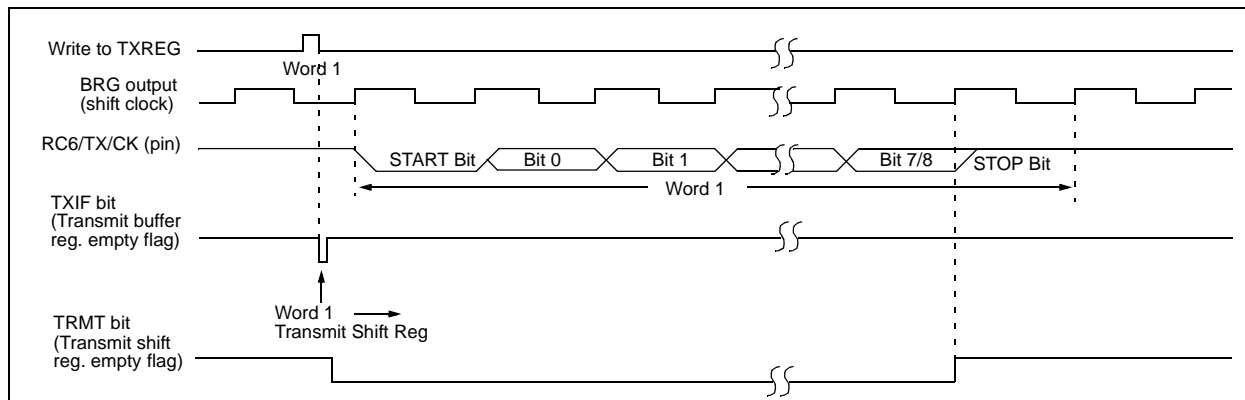 Write to TXREG
Word 1
BRG output
(shift clock)
RC6/TX/CK (pin)
START Bit
Bit 0
Bit 1
Bit 7/8
STOP Bit
Word 1
TXIF bit
(Transmit buffer
reg. empty flag)
Word 1
Transmit Shift Reg
TRMT bit
(Transmit shift
reg. empty flag)